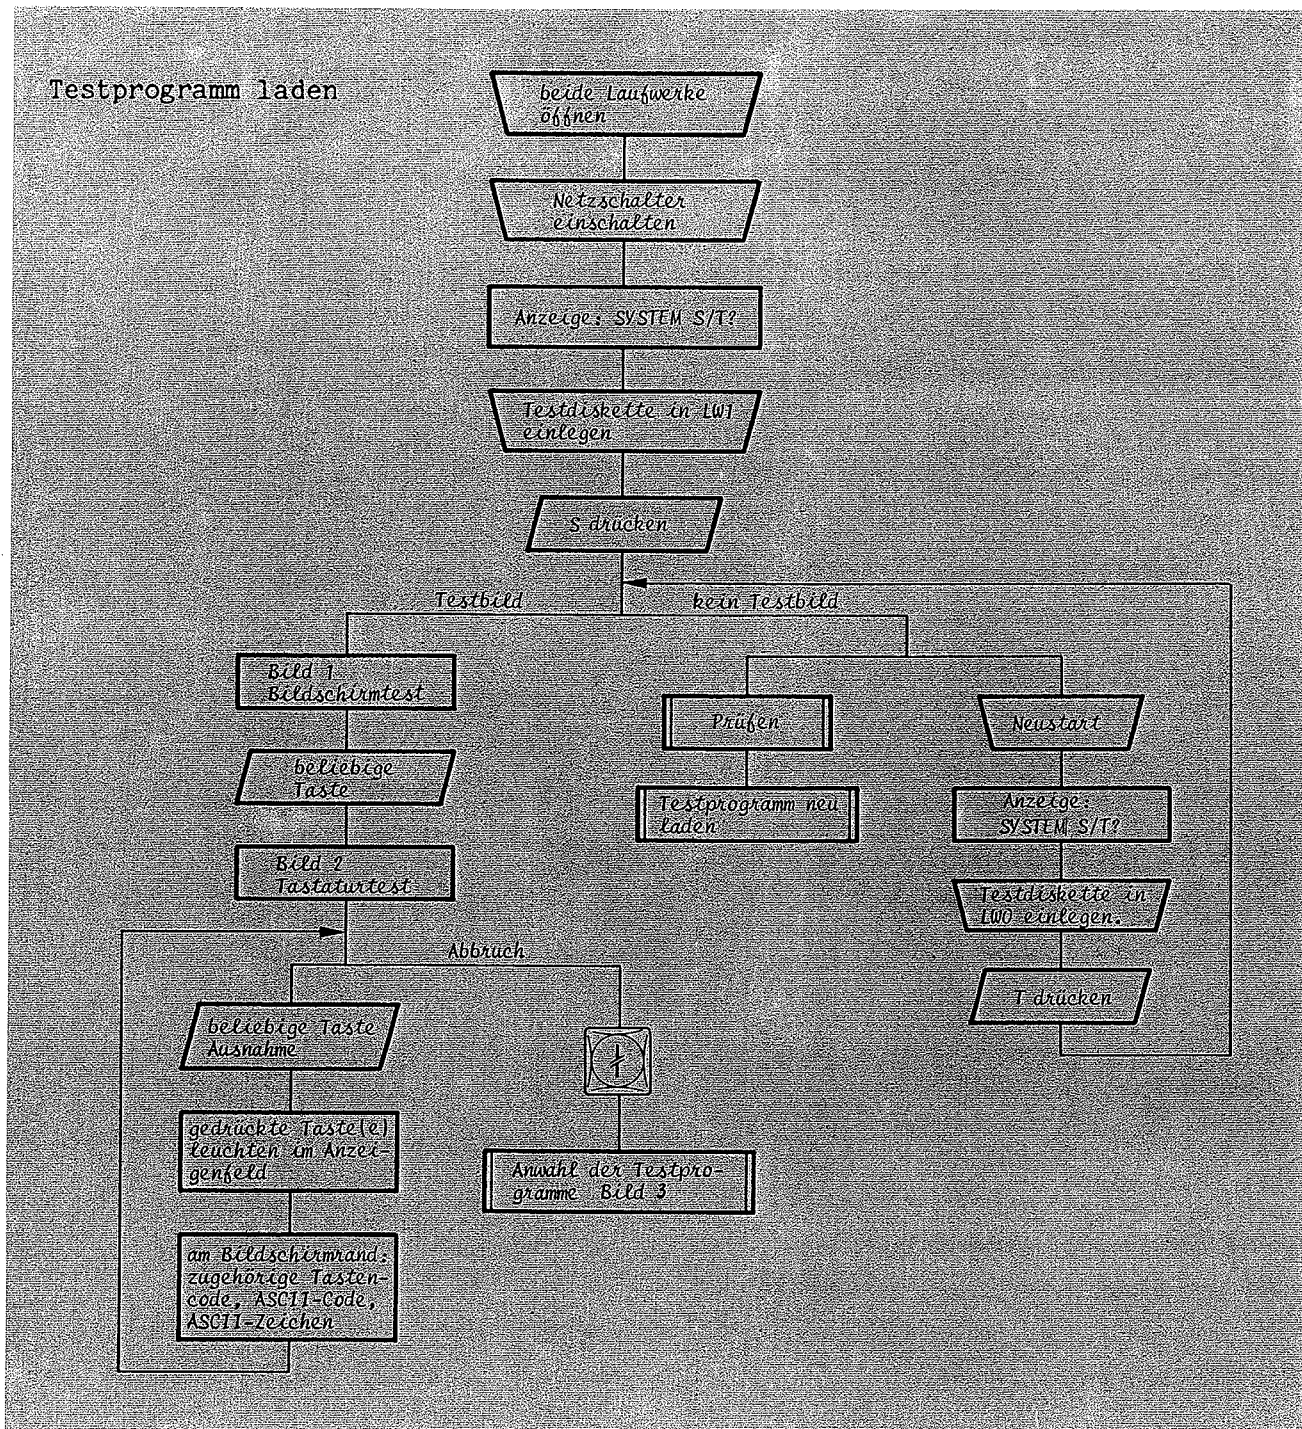 Testprogramm laden
beide Laufwerke
öffnen
Netzschalter
einschalten
Anzeige: SYSTEM S/T?
Testdiskette in LW1
einlegen
S drücken
Testbild
kein Testbild
Bild 1
Bildschirmtest
beliebige
Taste
Bild 2
Tastaturtest
Abbruch
beliebige Taste
Ausnahme
gedrückte Taste(e)
leuchten im Anzei-
genfeld
am Bildschirmrand:
zugehörige Tasten-
code, ASCII-Code,
ASCII-Zeichen
Anwahl der Testpro-
gramme Bild 3
Prüfen
Testprogramm neu
laden
Neustart
Anzeige:
SYSTEM S/T?
Testdiskette in
LW0 einlegen.
T drücken